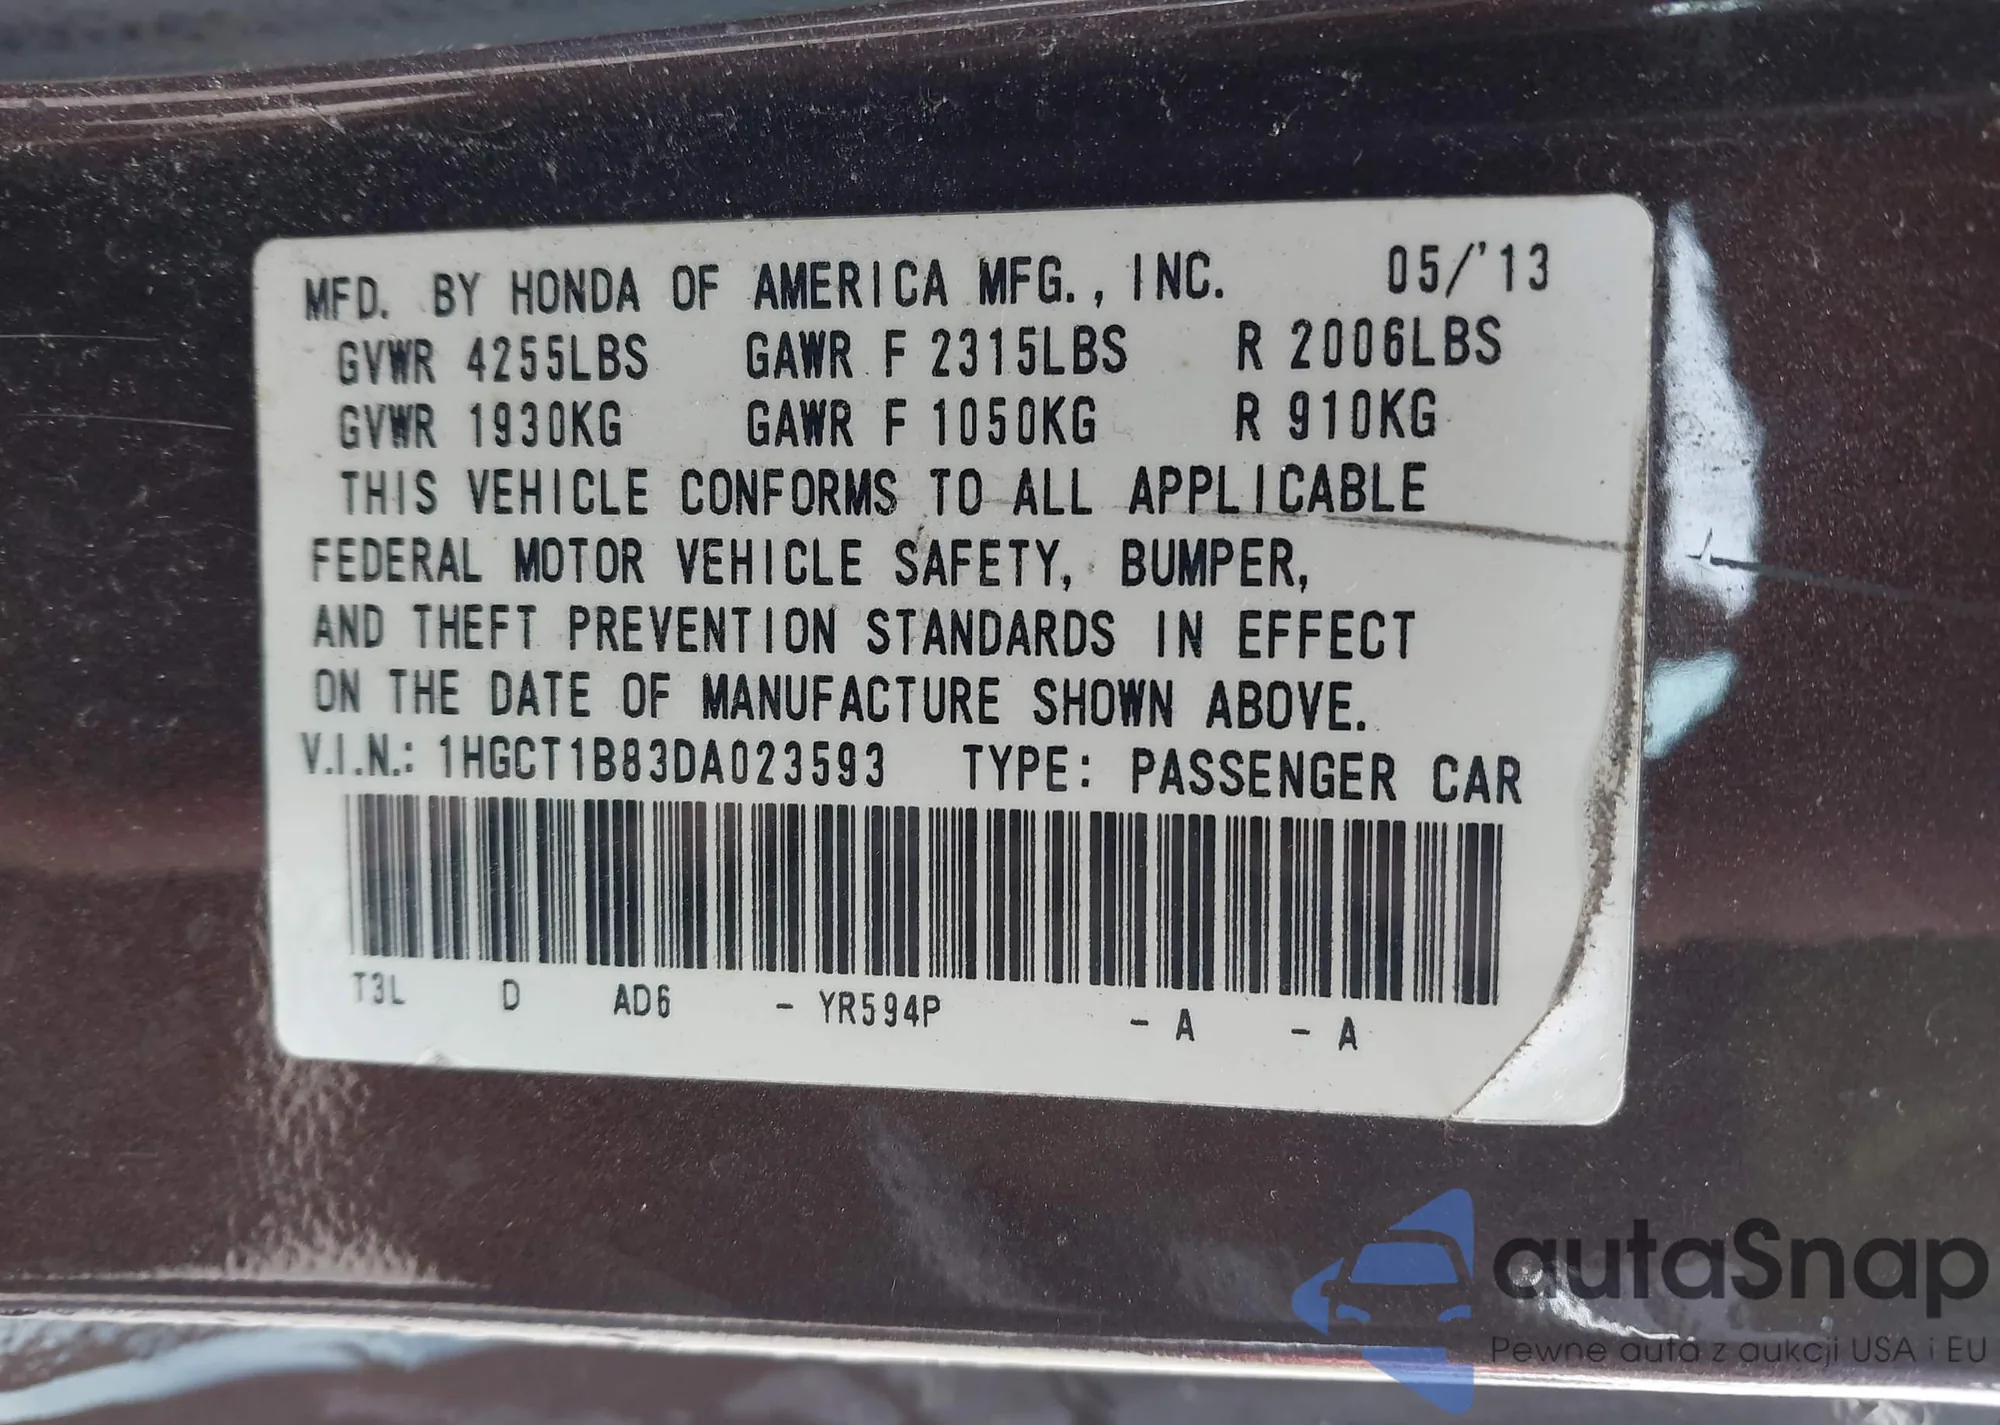 MFD. BY HONDA OF AMERICA MFG., INC. 05/'13
GVWR 4255LBS GAWR F 2315LBS R 2006LBS
GVWR 1930KG GAWR F 1050KG R 910KG
THIS VEHICLE CONFORMS TO ALL APPLICABLE
FEDERAL MOTOR VEHICLE SAFETY, BUMPER,
AND THEFT PREVENTION STANDARDS IN EFFECT
ON THE DATE OF MANUFACTURE SHOWN ABOVE.
V.I.N.: 1HGCT1B83DA023593 TYPE: PASSENGER CAR
T3L D AD6 - YR594P - A - A
autaSnap
Pewne auta z aukcji USA i EU